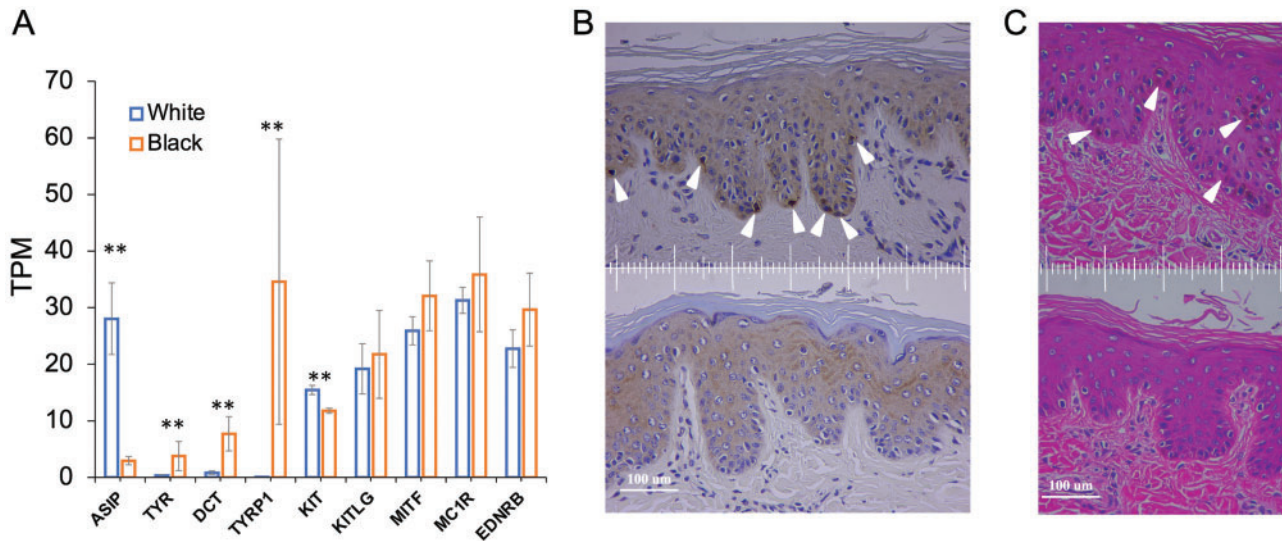 A
TPM
70
60
50
40
30
20
10
0
White
Black
**
**
**
**
**
ASIP
TYR
DCT
TYRP1
KIT
KITLG
MITF
MC1R
EDNRB
B
100 um
C
100 um